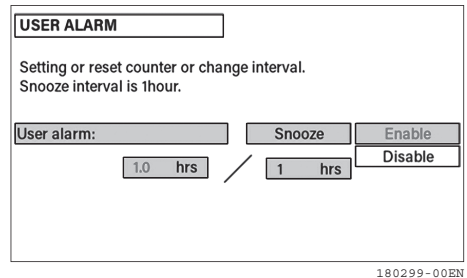 USER ALARM
Setting or reset counter or change interval.
Snooze interval is 1hour.
User alarm: Snooze Enable
Disable
1.0 hrs / 1 hrs
180299-00EN